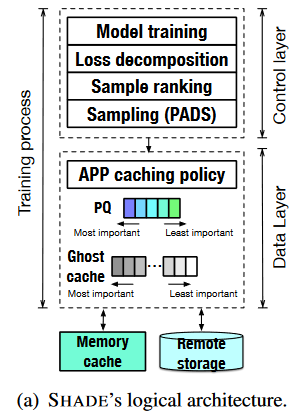 Training process
Model training
Loss decomposition
Sample ranking
Sampling (PADS)
Control layer
APP caching policy
PQ
Most important
Least important
Ghost
cache
Most important
Least important
Data Layer
Memory
cache
Remote
storage
(a) SHADE's logical architecture.